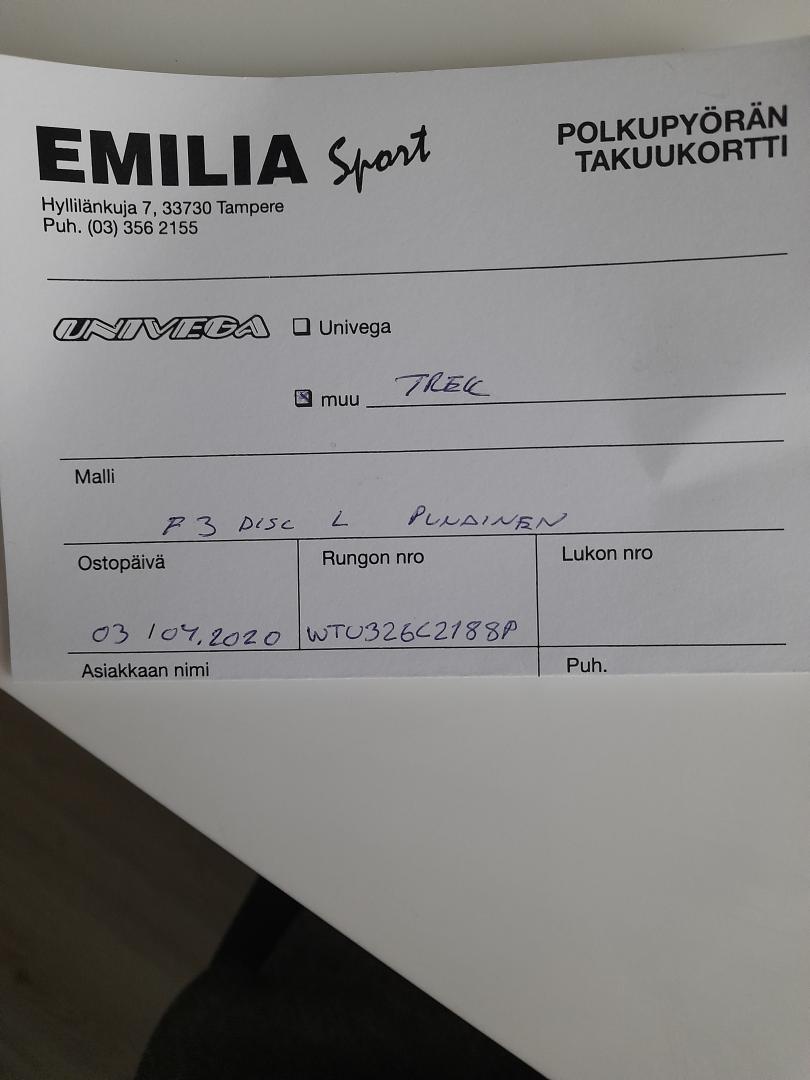 EMILIA Sport
POLKUPYÖRÄN
TAKUUKORTTI
Hyllilänkuja 7, 33730 Tampere
Puh. (03) 356 2155
UNIVEGA
Univega
muu TREK
Malli
F3 DISC L PUNAINEN
Ostopäivä
Rungon nro
Lukon nro
03 / 04.2020
WTU326C2188P
Asiakkaan nimi
Puh.